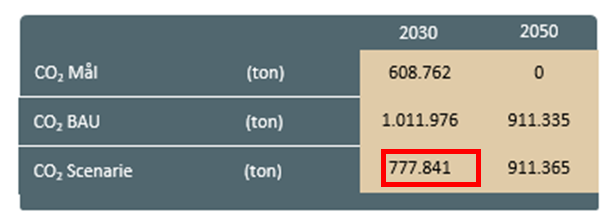 2030 2050
CO₂ Mål (ton) 608.762 0
CO₂ BAU (ton) 1.011.976 911.335
CO₂ Scenarie (ton) 777.841 911.365